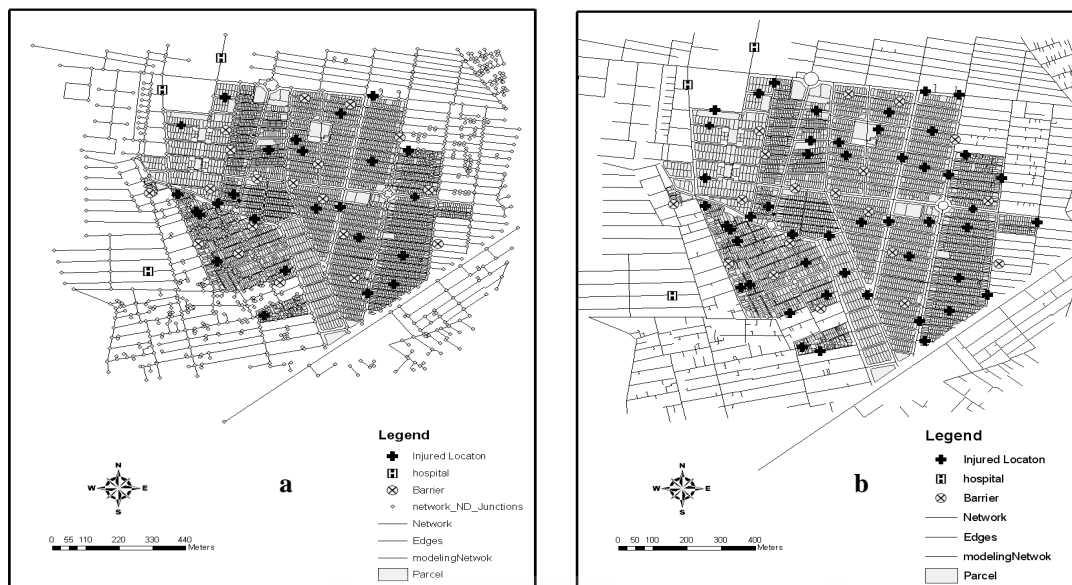 Legend
Injured Locaton
H hospital
Barrier
network_ND_Junctions
Network
Edges
modelingNetwok
Parcel
a
N
W E
S
0 55 110 220 330 440
Meters
H
H
H
Legend
Injured Locaton
H hospital
Barrier
Network
Edges
modelingNetwok
Parcel
b
N
W E
S
0 50 100 200 300 400
Meters
H
H
H